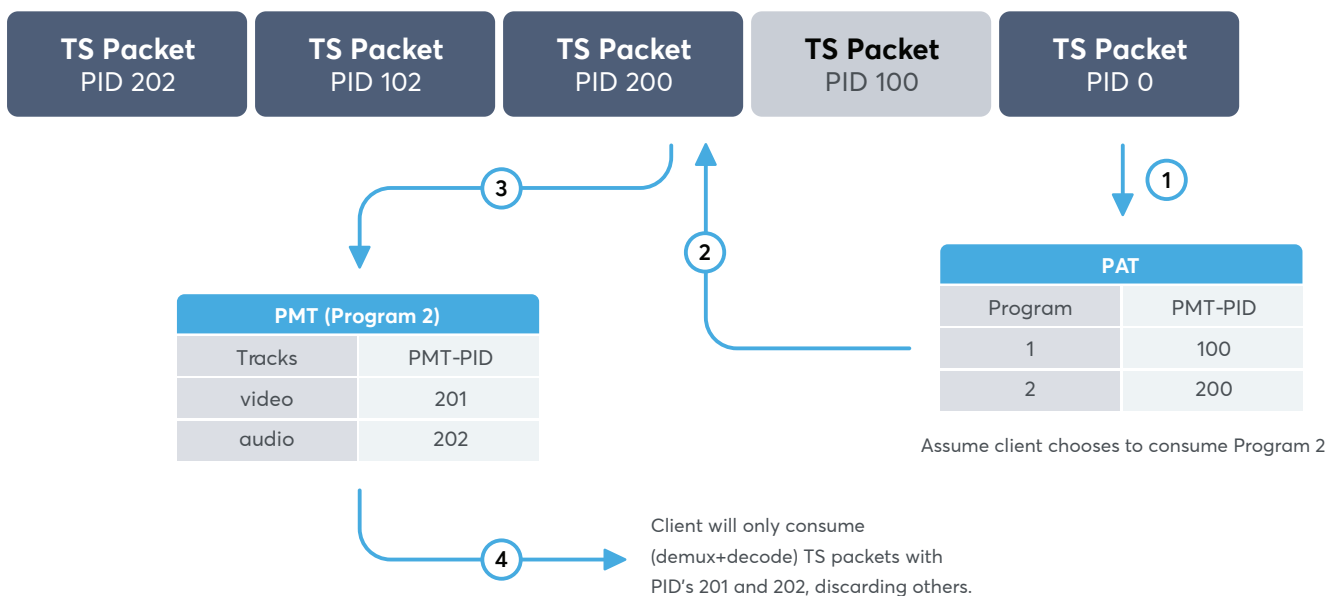 TS Packet
PID 202
TS Packet
PID 102
TS Packet
PID 200
TS Packet
PID 100
TS Packet
PID 0
1
3
2
PAT
Program PMT-PID
1 100
2 200
Assume client chooses to consume Program 2
PMT (Program 2)
Tracks PMT-PID
video 201
audio 202
4
Client will only consume
(demux+decode) TS packets with
PID's 201 and 202, discarding others.